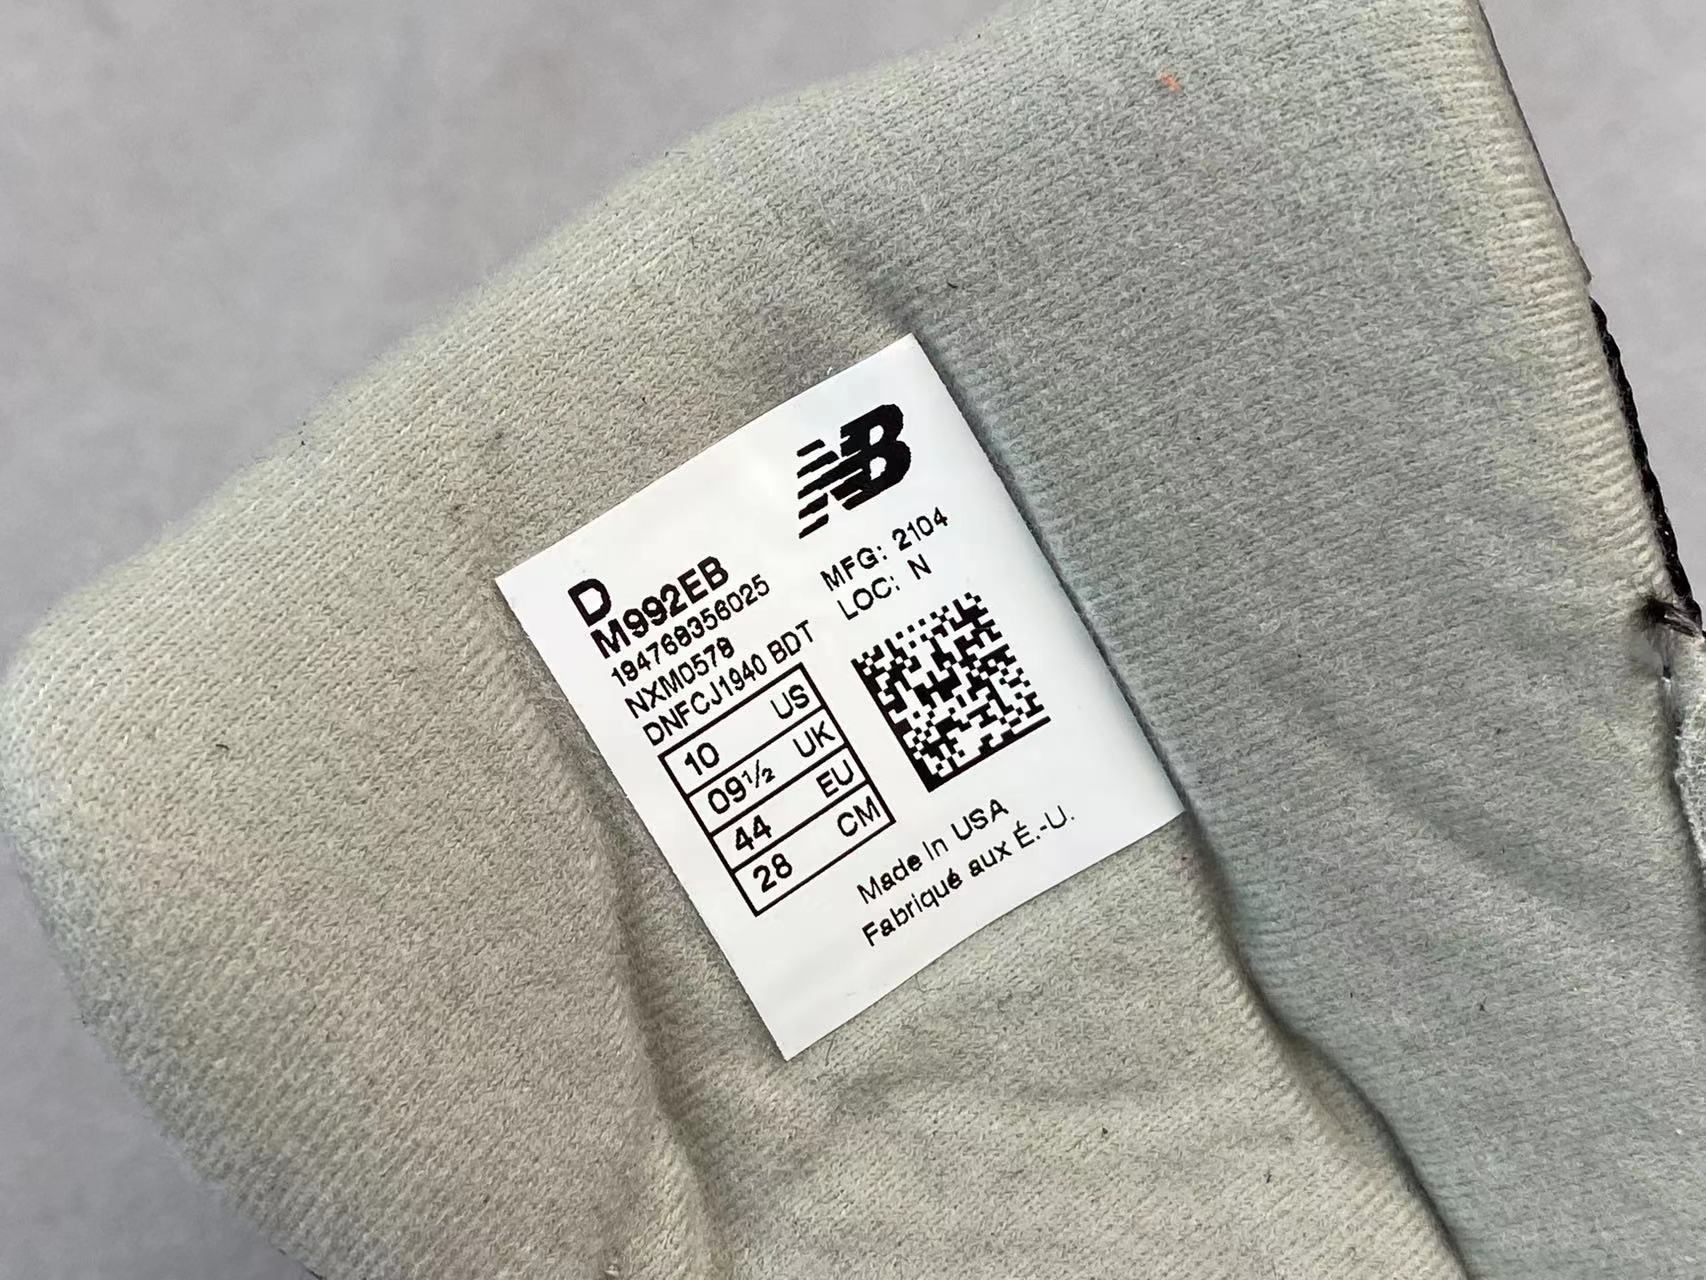 NB
D
M992EB
194768356025
NXM0578
DNFCJ1940 BDT
MFG: 2104
LOC: N
10 US
09½ UK
44 EU
28 CM
Made In USA
Fabriqué aux É.-U.